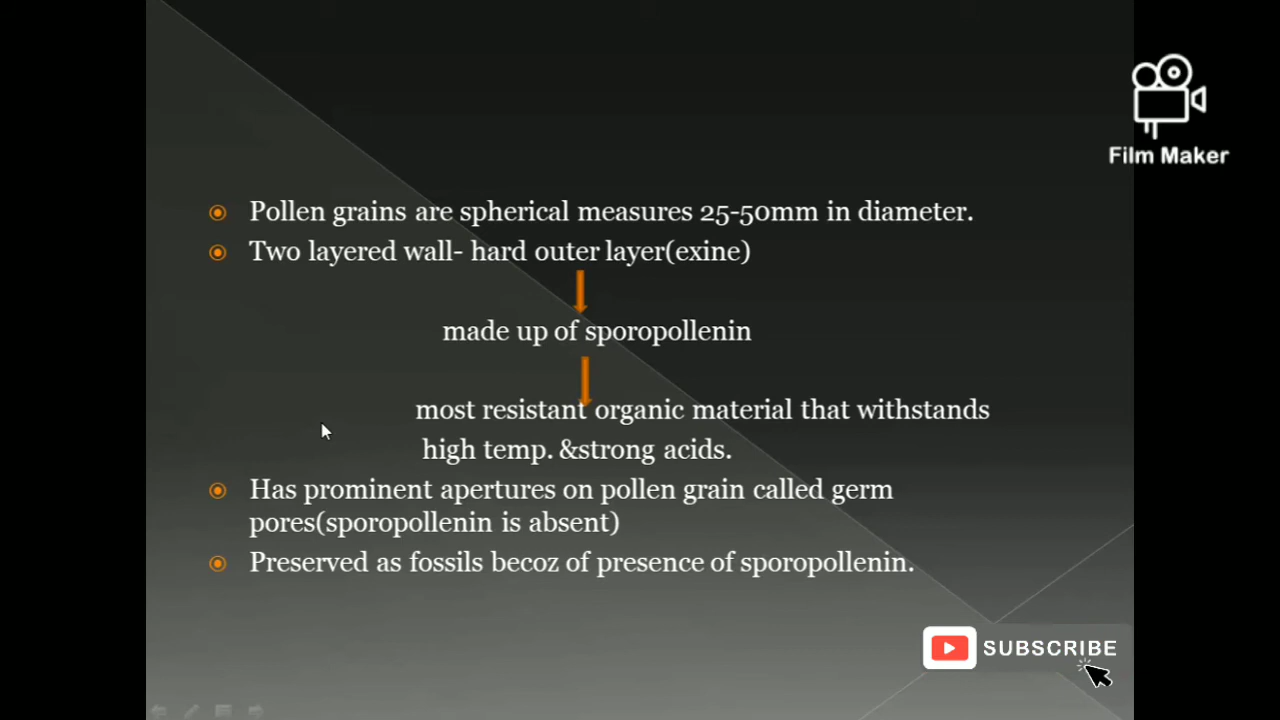 Film Maker
Pollen grains are spherical measures 25-50mm in diameter.
Two layered wall- hard outer layer(exine)
made up of sporopollenin
most resistant organic material that withstands
high temp. &strong acids.
Has prominent apertures on pollen grain called germ
pores(sporopollenin is absent)
Preserved as fossils becoz of presence of sporopollenin.
SUBSCRIBE